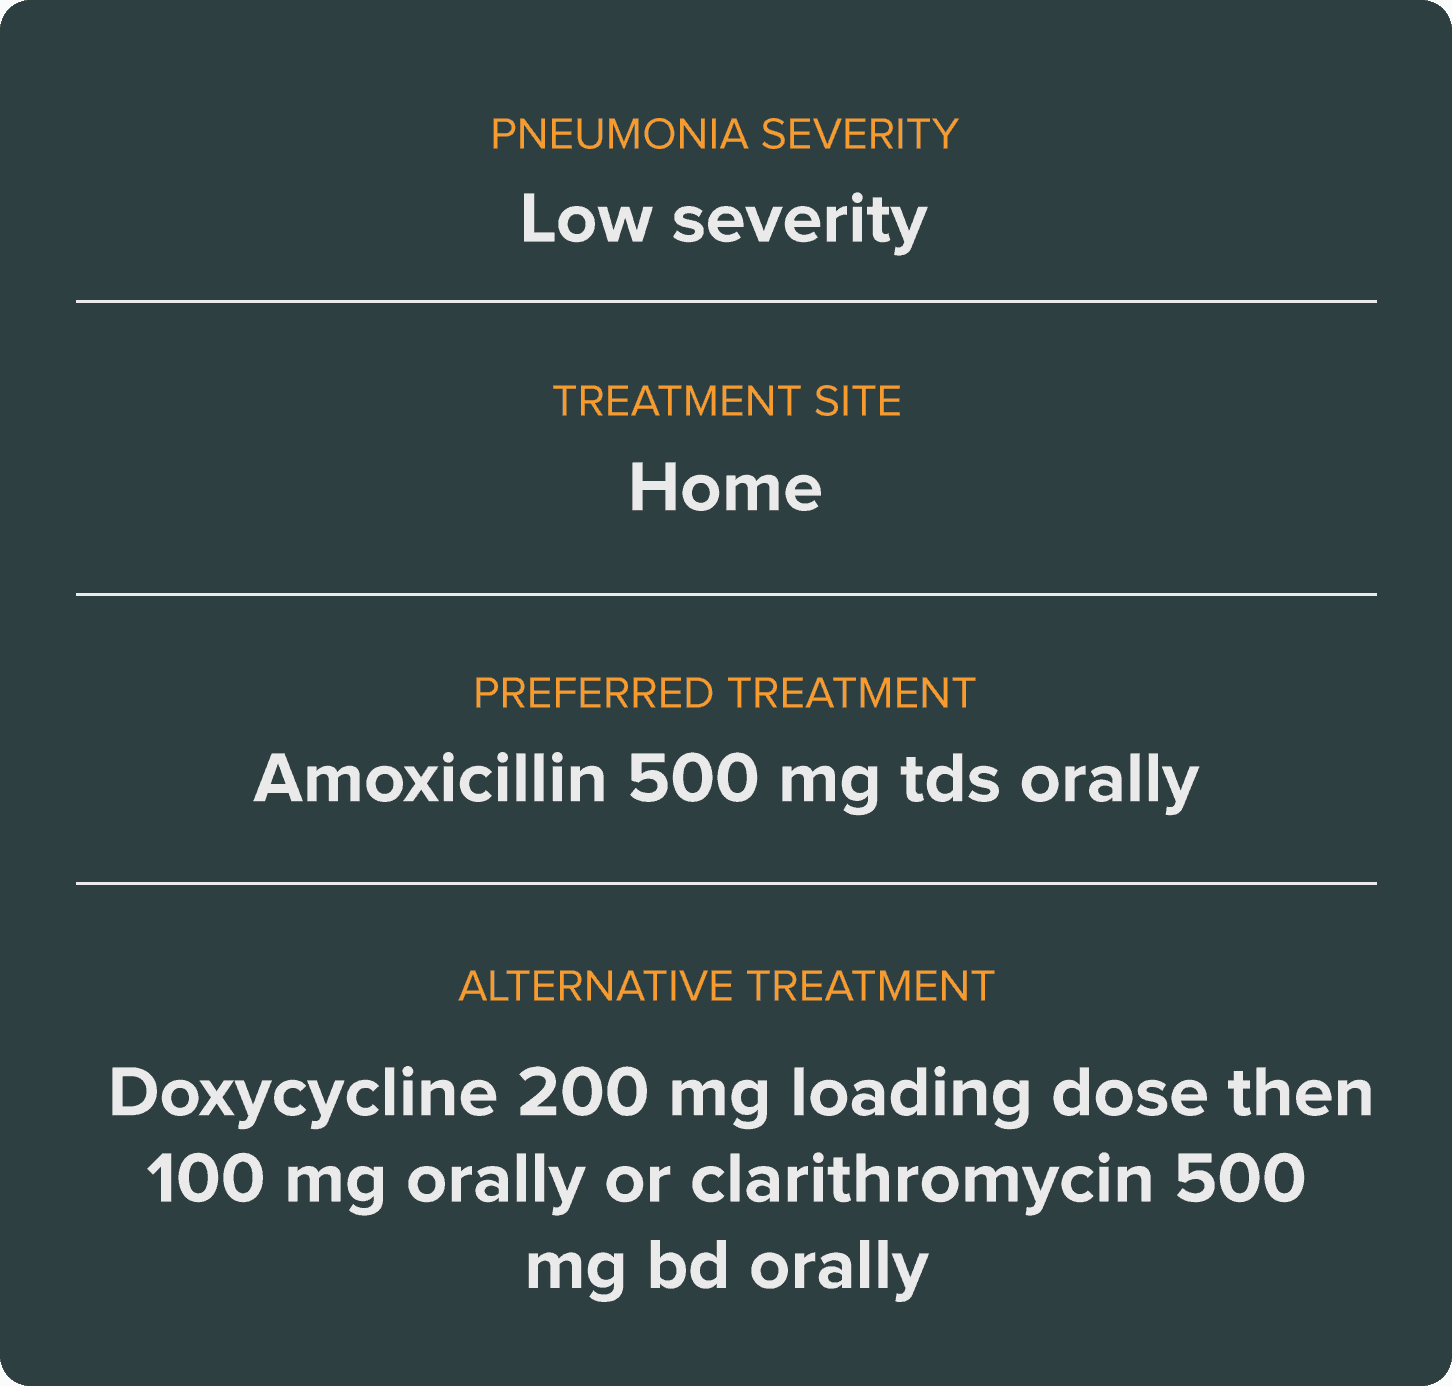 PNEUMONIA SEVERITY
Low severity
TREATMENT SITE
Home
PREFERRED TREATMENT
Amoxicillin 500 mg tds orally
ALTERNATIVE TREATMENT
Doxycycline 200 mg loading dose then
100 mg orally or clarithromycin 500
mg bd orally